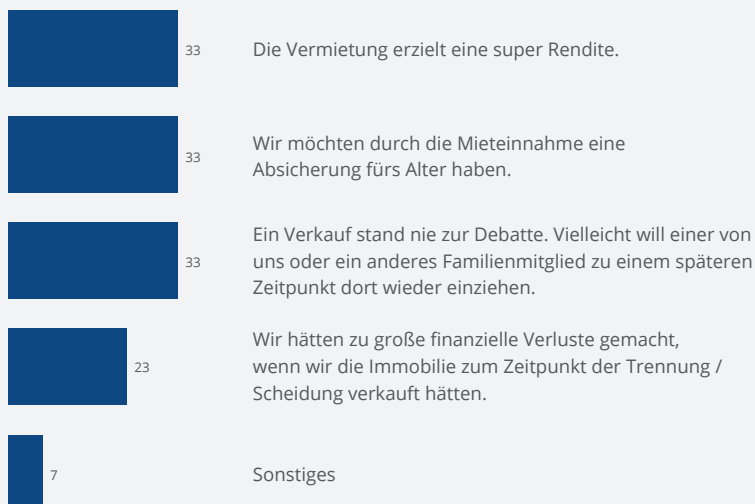 33 Die Vermietung erzielt eine super Rendite.
33 Wir möchten durch die Mieteinnahme eine
Absicherung fürs Alter haben.
33 Ein Verkauf stand nie zur Debatte. Vielleicht will einer von
uns oder ein anderes Familienmitglied zu einem späteren
Zeitpunkt dort wieder einziehen.
23 Wir hätten zu große finanzielle Verluste gemacht,
wenn wir die Immobilie zum Zeitpunkt der Trennung /
Scheidung verkauft hätten.
7 Sonstiges